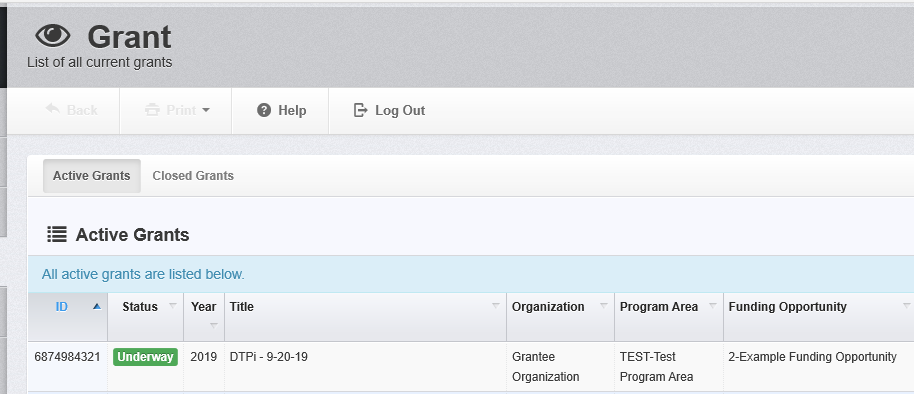 Grant
List of all current grants
Back Print Help Log Out
Active Grants Closed Grants
Active Grants
All active grants are listed below.
ID Status Year Title Organization Program Area Funding Opportunity
6874984321 Underway 2019 DTPi - 9-20-19 Grantee TEST-Test 2-Example Funding Opportunity
Organization Program Area